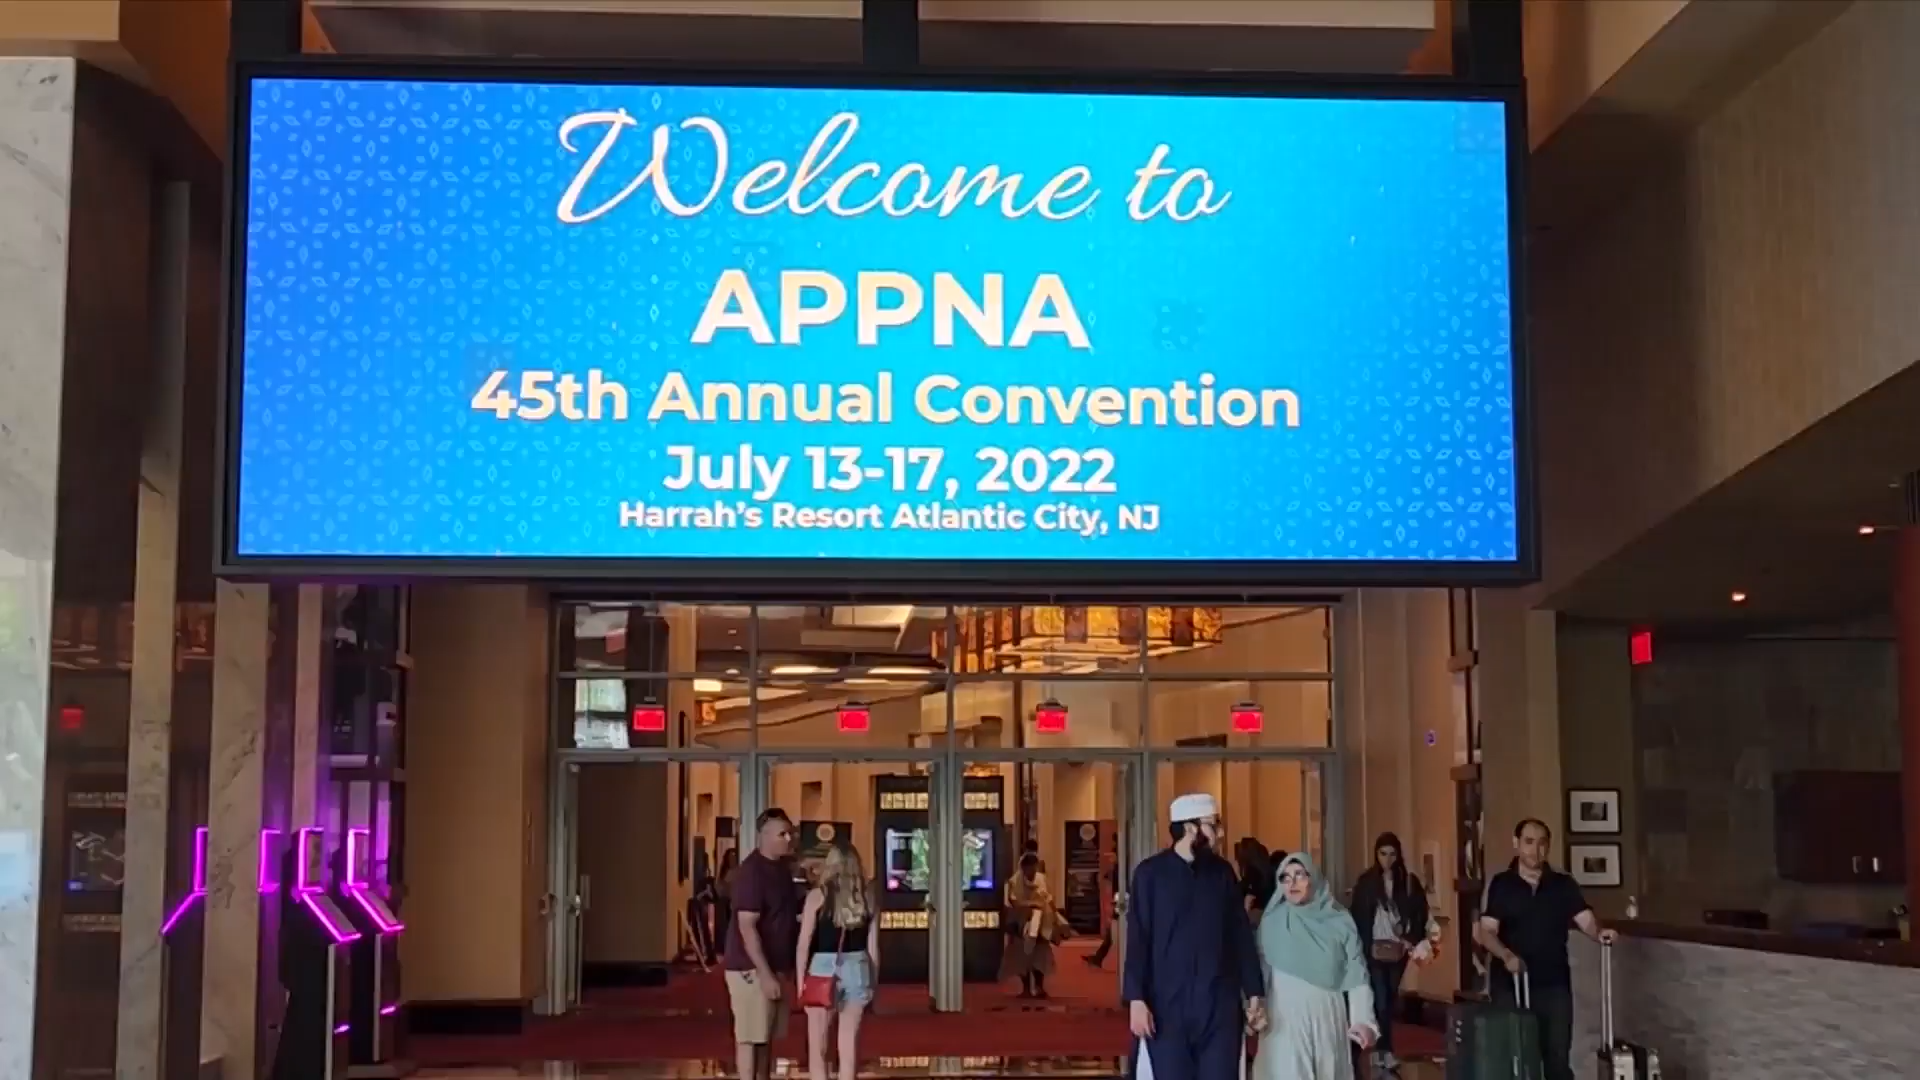 Welcome to
APPNA
45th Annual Convention
July 13-17, 2022
Harrah's Resort Atlantic City, NJ